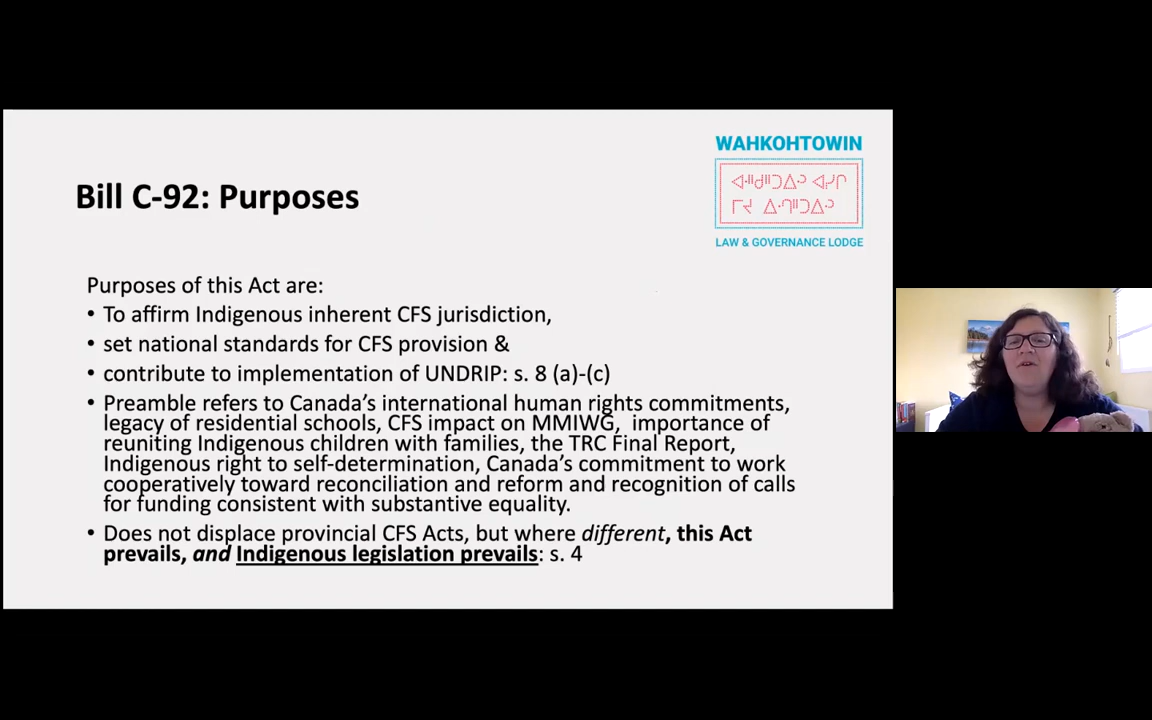 WAHKOHTOWIN
ᐚᐦᑯᐦᑐᐏᐣ ᐊᓯᒋ
ᒥᔪ ᐑᒉᐦᑐᐏᐣ
LAW & GOVERNANCE LODGE
Bill C-92: Purposes
Purposes of this Act are:
• To affirm Indigenous inherent CFS jurisdiction,
• set national standards for CFS provision &
• contribute to implementation of UNDRIP: s. 8 (a)-(c)
• Preamble refers to Canada’s international human rights commitments,
legacy of residential schools, CFS impact on MMIWG,  importance of
reuniting Indigenous children with families, the TRC Final Report,
Indigenous right to self-determination, Canada’s commitment to work
cooperatively toward reconciliation and reform and recognition of calls
for funding consistent with substantive equality.
• Does not displace provincial CFS Acts, but where different, this Act
prevails, and Indigenous legislation prevails: s. 4